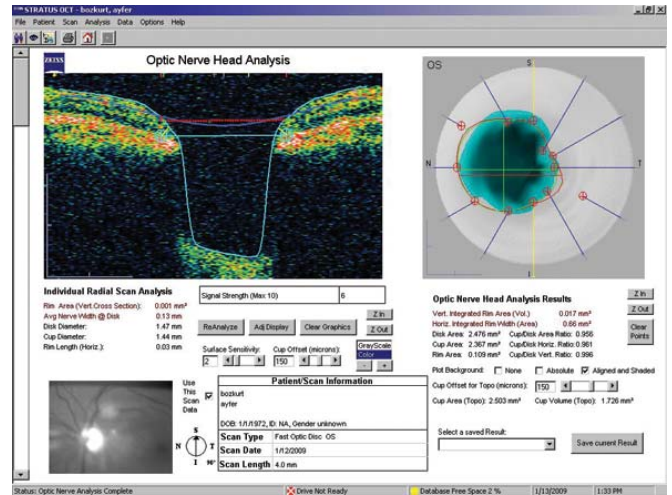 STRATUS OCT - bozkurt, ayfer
File Patient Scan Analysis Data Options Help
ZEISS
Optic Nerve Head Analysis
OS
S
N
T
I
Individual Radial Scan Analysis
Rim Area (Vert.Cross Section): 0.001 mm²
Avg Nerve Width @ Disk 0.13 mm
Disk Diameter: 1.47 mm
Cup Diameter: 1.44 mm
Rim Length (Horiz.): 0.03 mm
Signal Strength (Max 10) 6
ReAnalyze Adj Display Clear Graphics
Z In
Z Out
Surface Sensitivity: Cup Offset (microns):
2 150
GrayScale
Color
- +
Optic Nerve Head Analysis Results
Vert. Integrated Rim Area (Vol.) 0.017 mm³
Horiz. Integrated Rim Width (Area) 0.66 mm²
Disk Area: 2.476 mm² Cup/Disk Area Ratio: 0.956
Cup Area: 2.367 mm² Cup/Disk Horiz. Ratio: 0.981
Rim Area: 0.109 mm² Cup/Disk Vert. Ratio: 0.996
Z In
Z Out
Clear Points
Plot Background: None Absolute Aligned and Shaded
Cup Offset for Topo (microns): 150
Cup Area (Topo): 2.503 mm² Cup Volume (Topo): 1.726 mm³
Select a saved Result:
Save current Result
Use This Scan Data
S
N T
I
Patient/Scan Information
bozkurt
ayfer
DOB: 1/1/1972, ID: NA, Gender unknown
Scan Type Fast Optic Disc OS
Scan Date 1/12/2009
Scan Length 4.0 mm
Status: Optic Nerve Analysis Complete Drive Not Ready Database Free Space 2 % 1/13/2009 1:33 PM